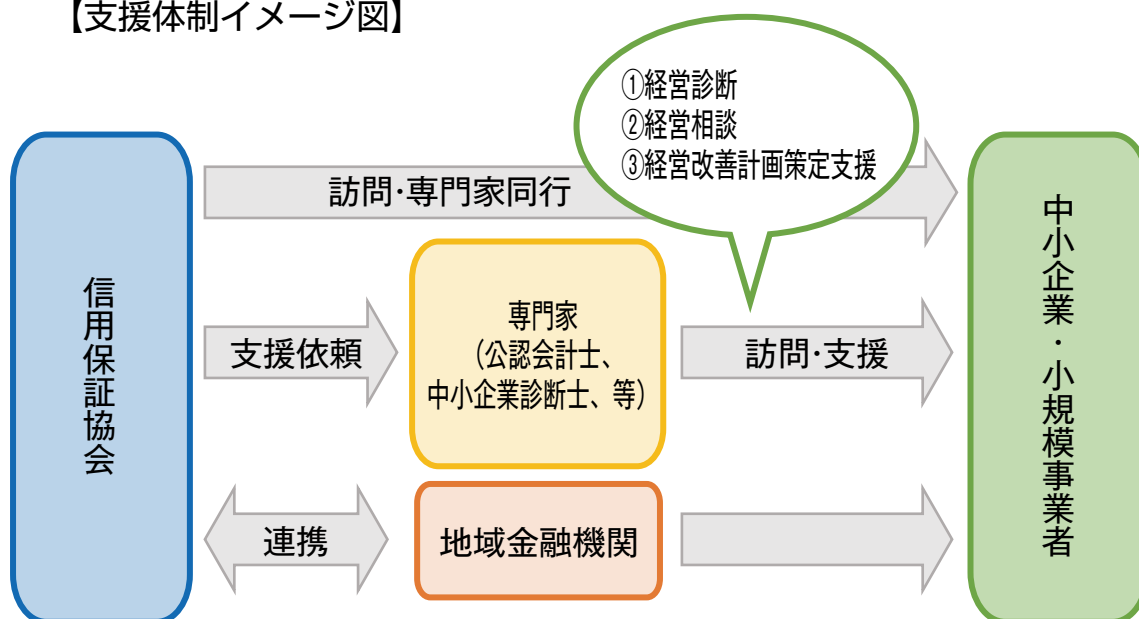 【支援体制イメージ図】
①経営診断
②経営相談
③経営改善計画策定支援
訪問･専門家同行
信用保証協会
支援依頼
専門家
（公認会計士、
中小企業診断士、等）
訪問･支援
中小企業・小規模事業者
連携
地域金融機関